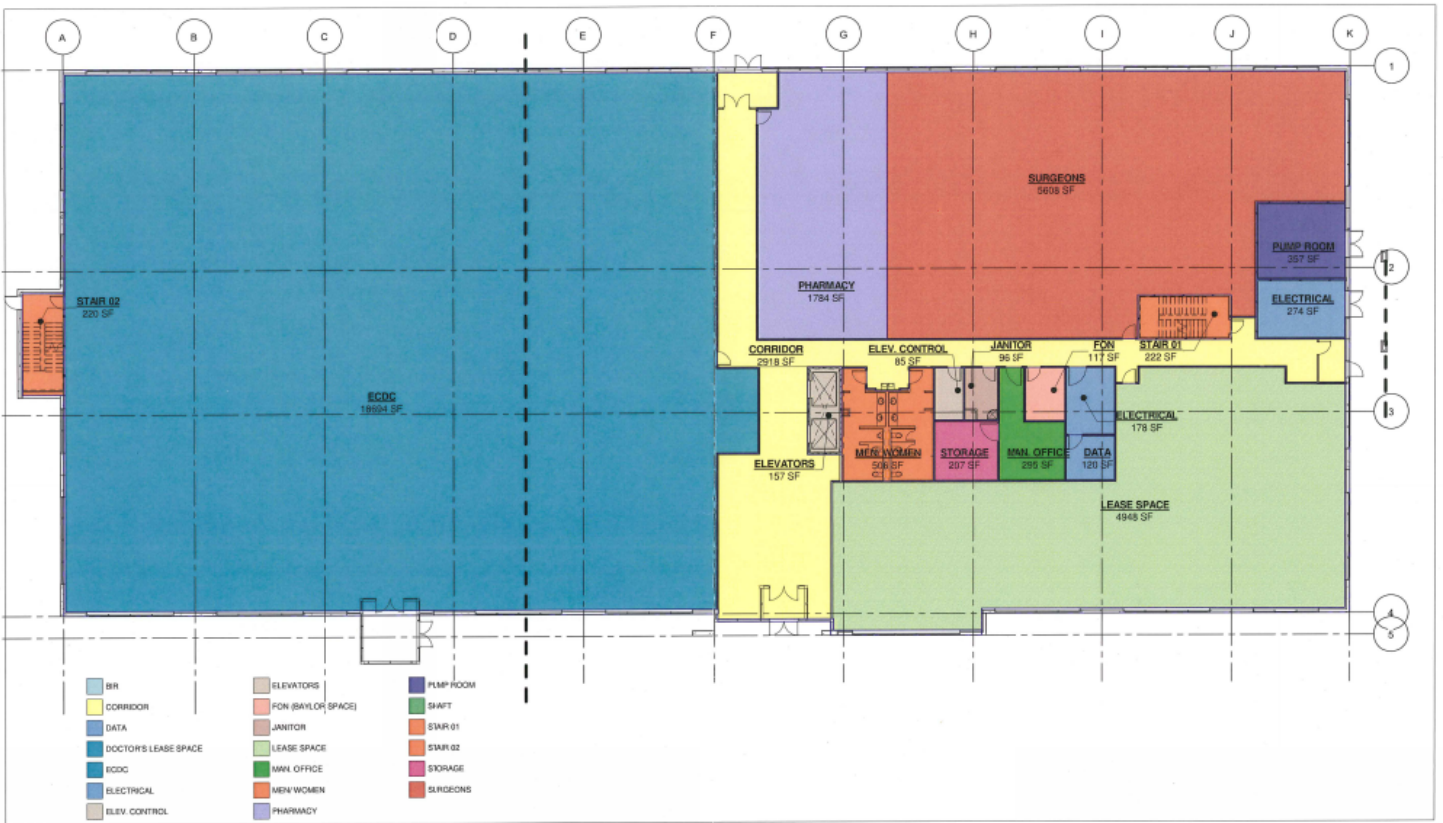 A
B
C
D
E
F
G
H
I
J
K
1
SURGEONS
5608 SF
PUMP ROOM
357 SF
2
PHARMACY
1784 SF
STAIR 02
220 SF
ELECTRICAL
274 SF
CORRIDOR
2918 SF
ELEV. CONTROL
85 SF
JANITOR
96 SF
FON
117 SF
STAIR 01
222 SF
ECDC
18694 SF
3
ELECTRICAL
178 SF
MEN/ WOMEN
506 SF
STORAGE
207 SF
MAN. OFFICE
295 SF
DATA
120 SF
ELEVATORS
157 SF
LEASE SPACE
4948 SF
4
5
BIR
CORRIDOR
DATA
DOCTOR'S LEASE SPACE
ECDC
ELECTRICAL
ELEV. CONTROL
ELEVATORS
FON (BAYLOR SPACE)
JANITOR
LEASE SPACE
MAN. OFFICE
MEN/ WOMEN
PHARMACY
PUMP ROOM
SHAFT
STAIR 01
STAIR 02
STORAGE
SURGEONS